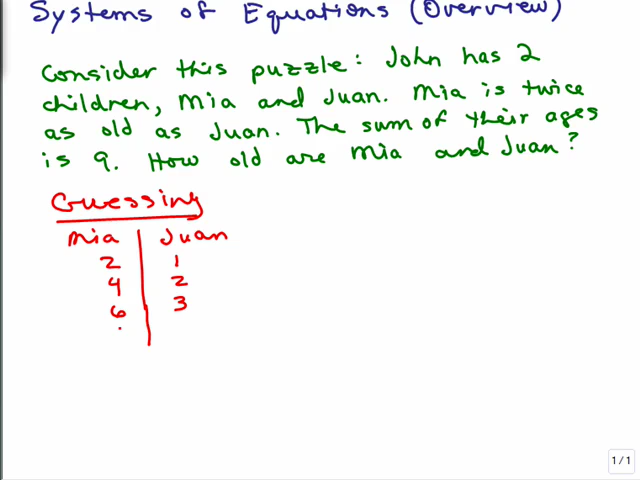 Systems of Equations (Overview)
Consider this puzzle: John has 2
children, Mia and Juan. Mia is twice
as old as Juan. The sum of their ages
is 9. How old are Mia and Juan?
Guessing
Mia Juan
2 1
4 2
6 3
1/1